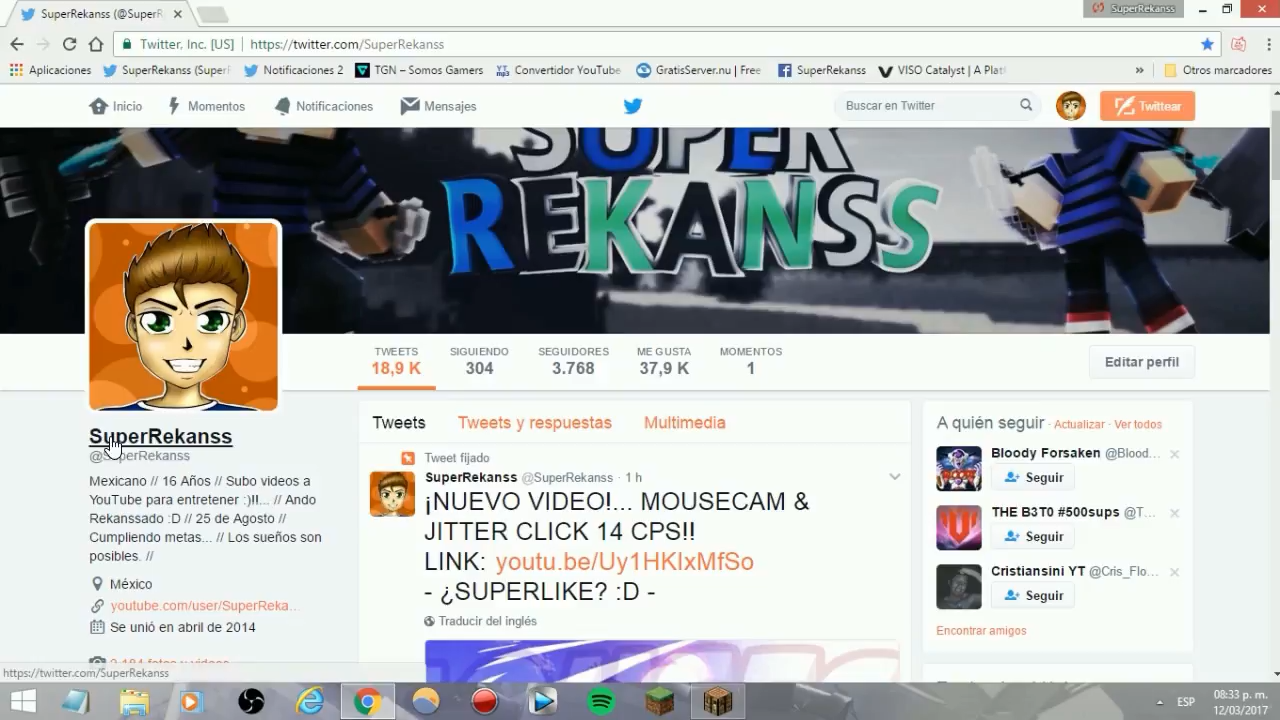 SuperRekanss (@SuperR
SuperRekanss
Twitter, Inc. [US] https://twitter.com/SuperRekanss
Aplicaciones SuperRekanss (Super Notificaciones 2 TGN – Somos Gamers Convertidor YouTube GratisServer.nu | Free SuperRekanss VISO Catalyst | A Plat » Otros marcadores
Inicio Momentos Notificaciones Mensajes Buscar en Twitter Twittear
SUPER
REKANSS
TWEETS SIGUIENDO SEGUIDORES ME GUSTA MOMENTOS
18,9 K 304 3.768 37,9 K 1
Editar perfil
SuperRekanss
@SuperRekanss
Mexicano // 16 Años // Subo videos a
YouTube para entretener :)!!... // Ando
Rekanssado :D // 25 de Agosto //
Cumpliendo metas... // Los sueños son
posibles. //
México
youtube.com/user/SuperReka...
Se unió en abril de 2014
2.184 fotos y videos
Tweets Tweets y respuestas Multimedia
Tweet fijado
SuperRekanss @SuperRekanss · 1 h
¡NUEVO VIDEO!... MOUSECAM &
JITTER CLICK 14 CPS!!
LINK: youtu.be/Uy1HKIxMfSo
- ¿SUPERLIKE? :D -
Traducir del inglés
A quién seguir · Actualizar · Ver todos
Bloody Forsaken @Blood...
Seguir
THE B3T0 #500sups @T...
Seguir
Cristiansini YT @Cris_Flo...
Seguir
Encontrar amigos
https://twitter.com/SuperRekanss
ESP
08:33 p. m.
12/03/2017